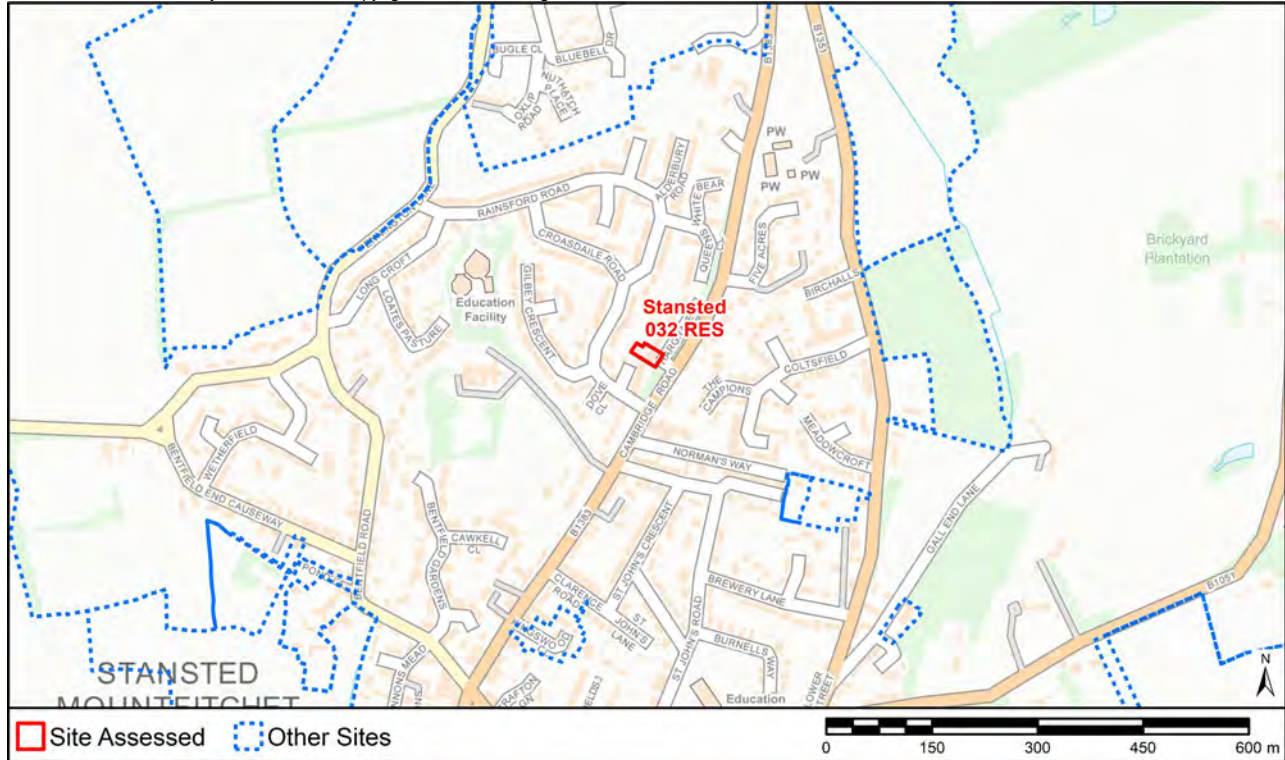 BUGLE CL
BLUEBELL DR
NUTHATCH
PLACE
OXLIP
ROAD
B1383
B1351
PW
PW
PW
RAINSFORD ROAD
ALDERBURY
ROAD
WHITE BEAR
QUEENS CL
CROASDAILE ROAD
LONG CROFT
LOATES PASTURE
Education
Facility
GILBEY CRESCENT
FIVE ACRES
BIRCHALLS
Brickyard
Plantation
Stansted
032 RES
DOVE
CL
CAMBRIDGE ROAD
THE
CAMPIONS
COLTSFIELD
MEADOWCROFT
NORMAN'S WAY
WETHERFIELD
BENTFIELD END CAUSEWAY
BENTFIELD ROAD
BENTFIELD GARDENS
CAWKELL
CL
B1383
ST JOHN'S CRESCENT
CLARENCE
ROAD
ST
JOHN'S
LANE
ST JOHN'S ROAD
BREWERY LANE
BURNELLS
WAY
GALL END LANE
B1051
LOWER
STREET
Education
STANSTED
MOUNTFITCHET
N
Site Assessed
Other Sites
0 150 300 450 600 m